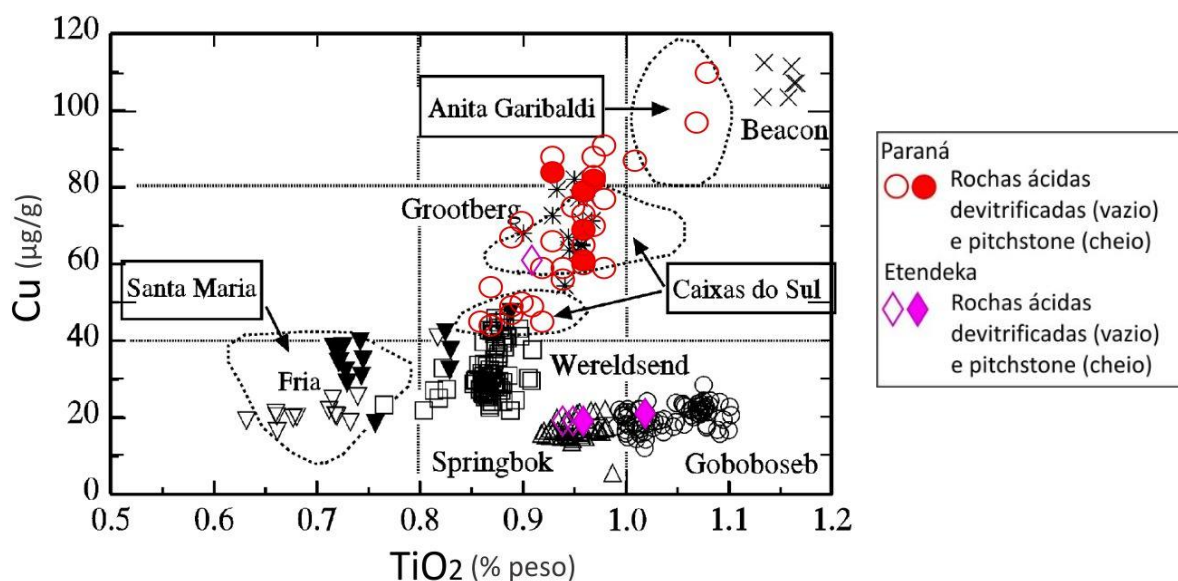 120
100
80
60
40
20
0
Cu (µg/g)
Anita Garibaldi
Beacon
Grootberg
Santa Maria
Caixas do Sul
Fria
Wereldsend
Springbok
Goboboseb
0.5 0.6 0.7 0.8 0.9 1.0 1.1 1.2
TiO2 (% peso)
Paraná
Rochas ácidas
devitrificadas (vazio)
e pitchstone (cheio)
Etendeka
Rochas ácidas
devitrificadas (vazio)
e pitchstone (cheio)